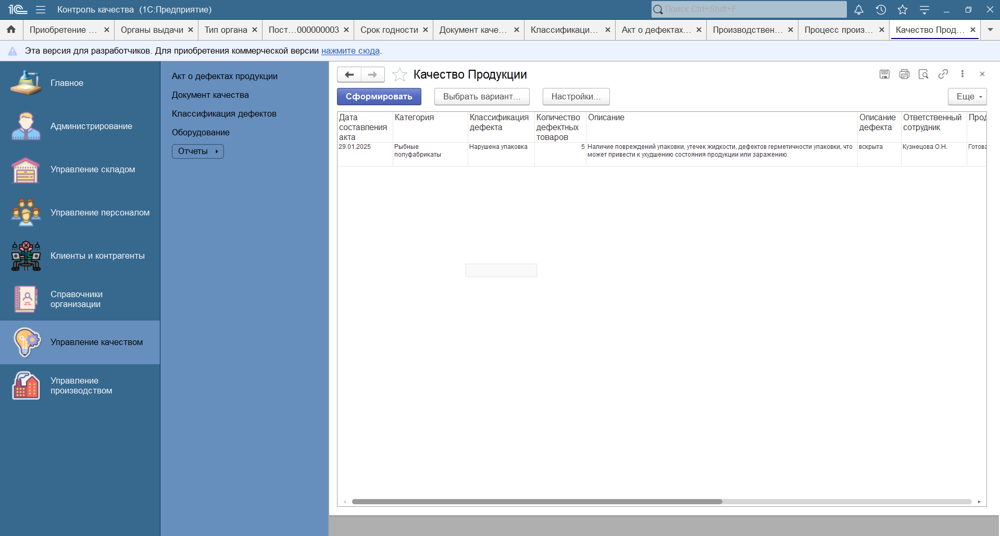 1С Контроль качества (1С:Предприятие)
Поиск Ctrl+Shift+F
Приобретение ...
Органы выдачи
Тип органа
Пост...000000003
Срок годности
Документ каче...
Классификаци...
Акт о дефектах...
Производствен...
Процесс произ...
Качество Прод...
Эта версия для разработчиков. Для приобретения коммерческой версии нажмите сюда.
Главное
Администрирование
Управление складом
Управление персоналом
Клиенты и контрагенты
Справочники
организации
Управление качеством
Управление
производством
Акт о дефектах продукции
Документ качества
Классификация дефектов
Оборудование
Отчеты
Качество Продукции
Сформировать
Выбрать вариант...
Настройки...
Еще
Дата
составления
акта
Категория
Классификация
дефекта
Количество
дефектных
товаров
Описание
Описание
дефекта
Ответственный
сотрудник
Прод
29.01.2025
Рыбные
полуфабрикаты
Нарушена упаковка
5
Наличие повреждений упаковки, утечек жидкости, дефектов герметичности упаковки, что
может привести к ухудшению состояния продукции или заражению.
вскрыта
Кузнецова О.Н.
Готова